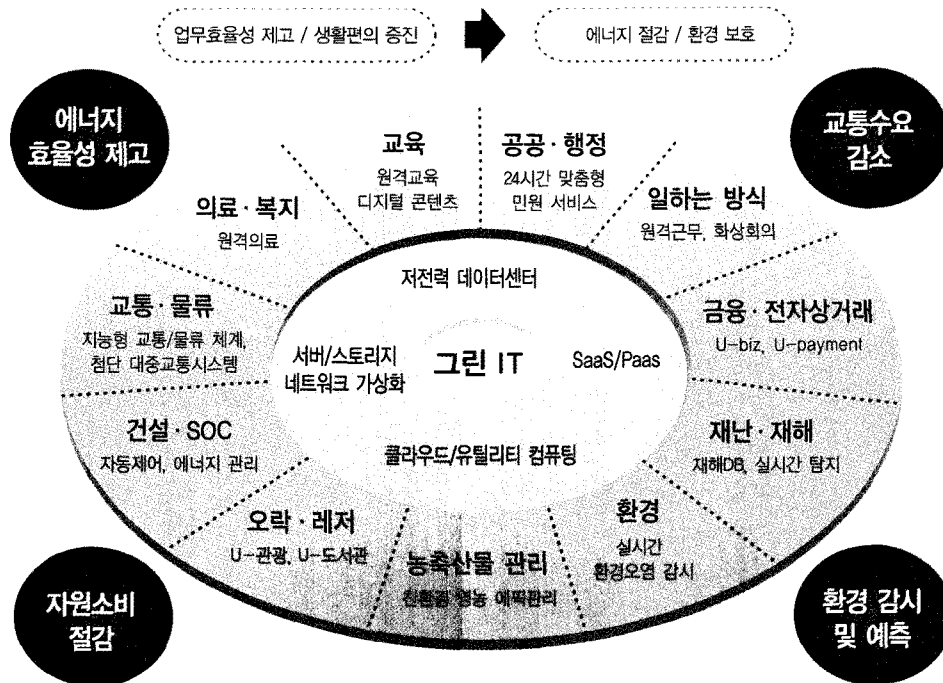 업무효율성 제고 / 생활편의 증진
에너지 절감 / 환경 보호
에너지
효율성 제고
교통수요
감소
교육
원격교육
디지털 콘텐츠
공공·행정
24시간 맞춤형
민원 서비스
의료·복지
원격의료
일하는 방식
원격근무, 화상회의
저전력 데이터센터
교통·물류
지능형 교통/물류 체계,
첨단 대중교통시스템
금융·전자상거래
U-biz, U-payment
서버/스토리지
네트워크 가상화
그린 IT
SaaS/Paas
건설·SOC
자동제어, 에너지 관리
재난·재해
재해DB, 실시간 탐지
클라우드/유틸리티 컴퓨팅
오락·레저
U-관광, U-도서관
농축산물 관리
친환경 영농
환경
실시간
환경오염 감시
자원소비
절감
환경 감시
및 예측